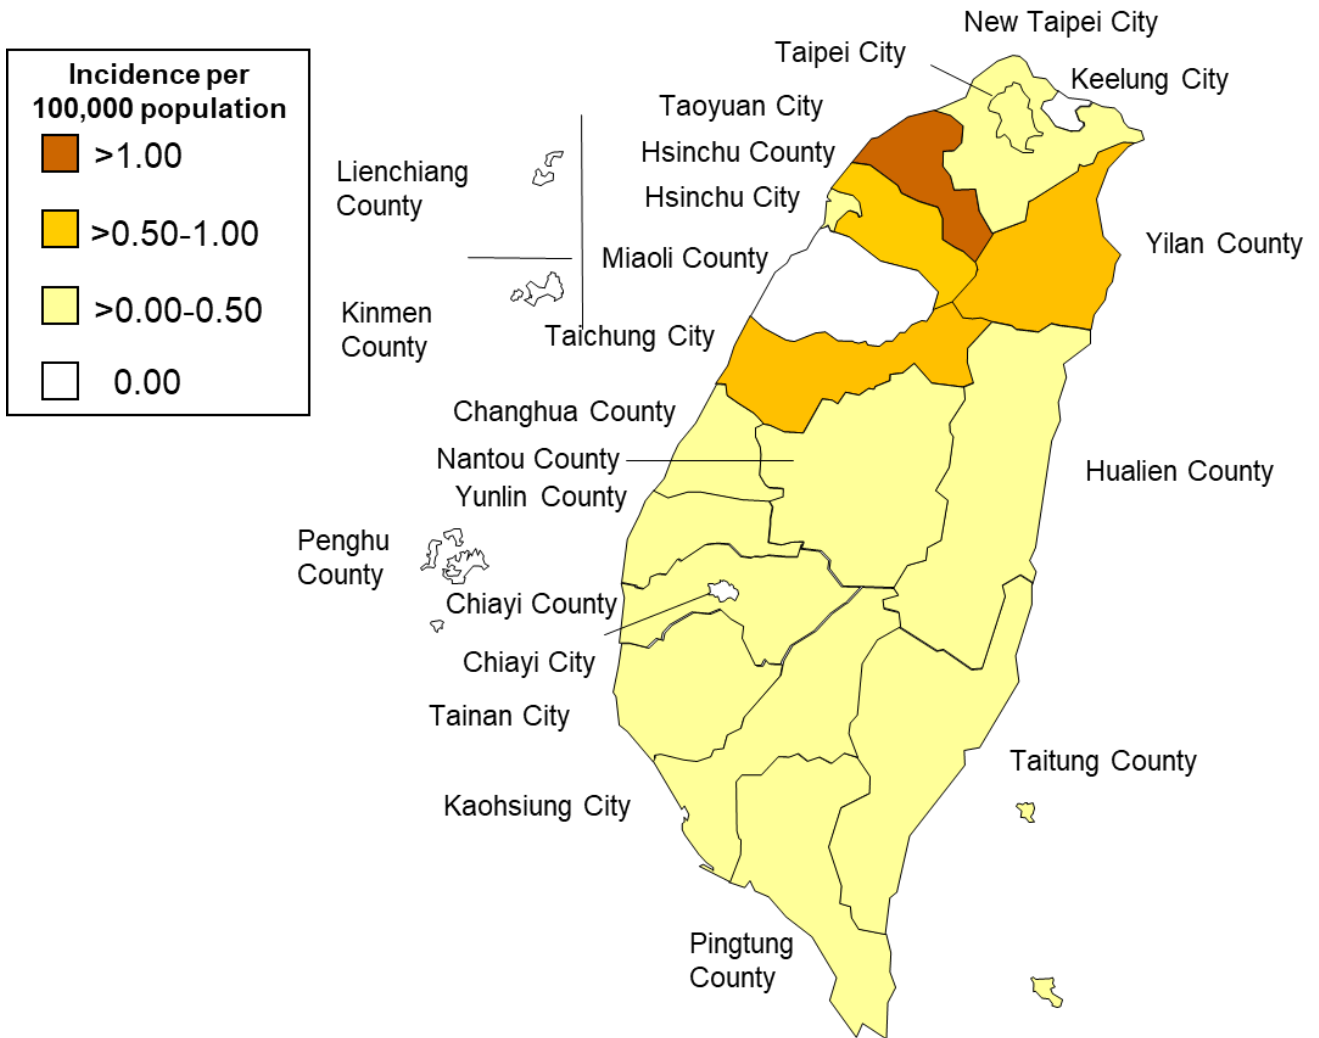 Incidence per
100,000 population
>1.00
>0.50-1.00
>0.00-0.50
0.00
New Taipei City
Taipei City
Keelung City
Taoyuan City
Hsinchu County
Hsinchu City
Lienchiang
County
Miaoli County
Yilan County
Kinmen
County
Taichung City
Changhua County
Nantou County
Hualien County
Yunlin County
Penghu
County
Chiayi County
Chiayi City
Tainan City
Taitung County
Kaohsiung City
Pingtung
County